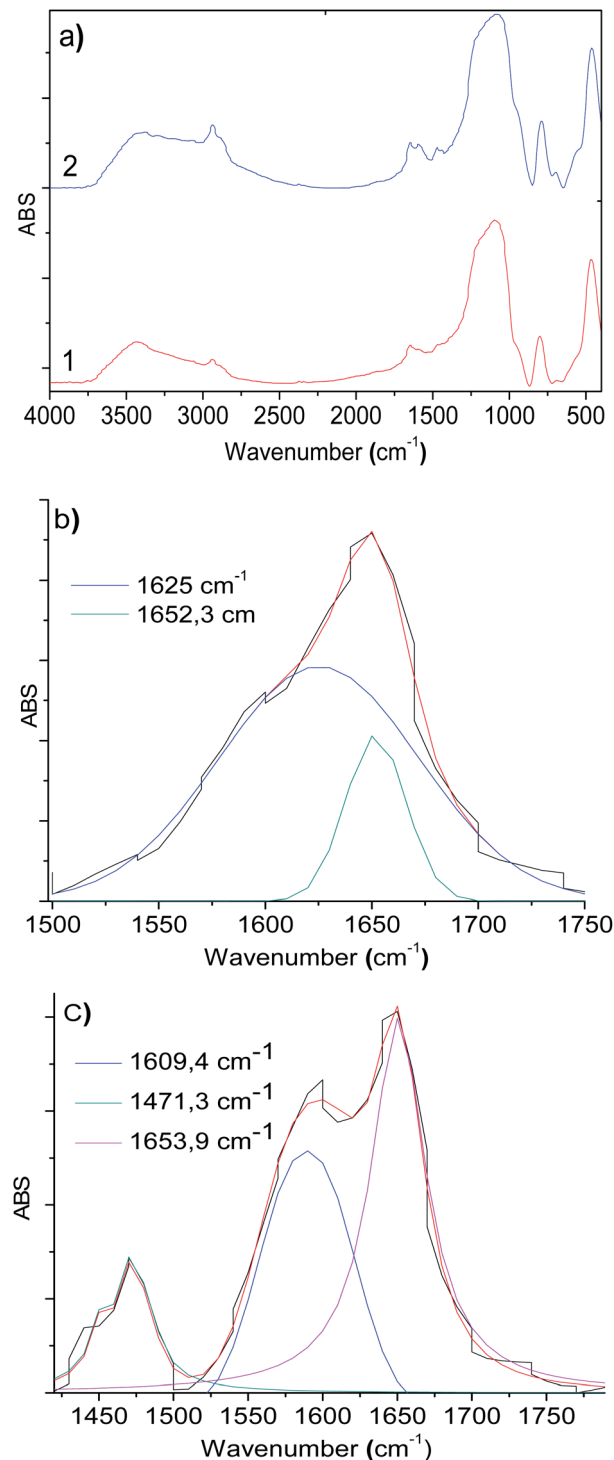 a)
2
1
ABS
4000 3500 3000 2500 2000 1500 1000 500
Wavenumber (cm⁻¹)
b)
1625 cm⁻¹
1652,3 cm
ABS
1500 1550 1600 1650 1700 1750
Wavenumber (cm⁻¹)
C)
1609,4 cm⁻¹
1471,3 cm⁻¹
1653,9 cm⁻¹
ABS
1450 1500 1550 1600 1650 1700 1750
Wavenumber (cm⁻¹)